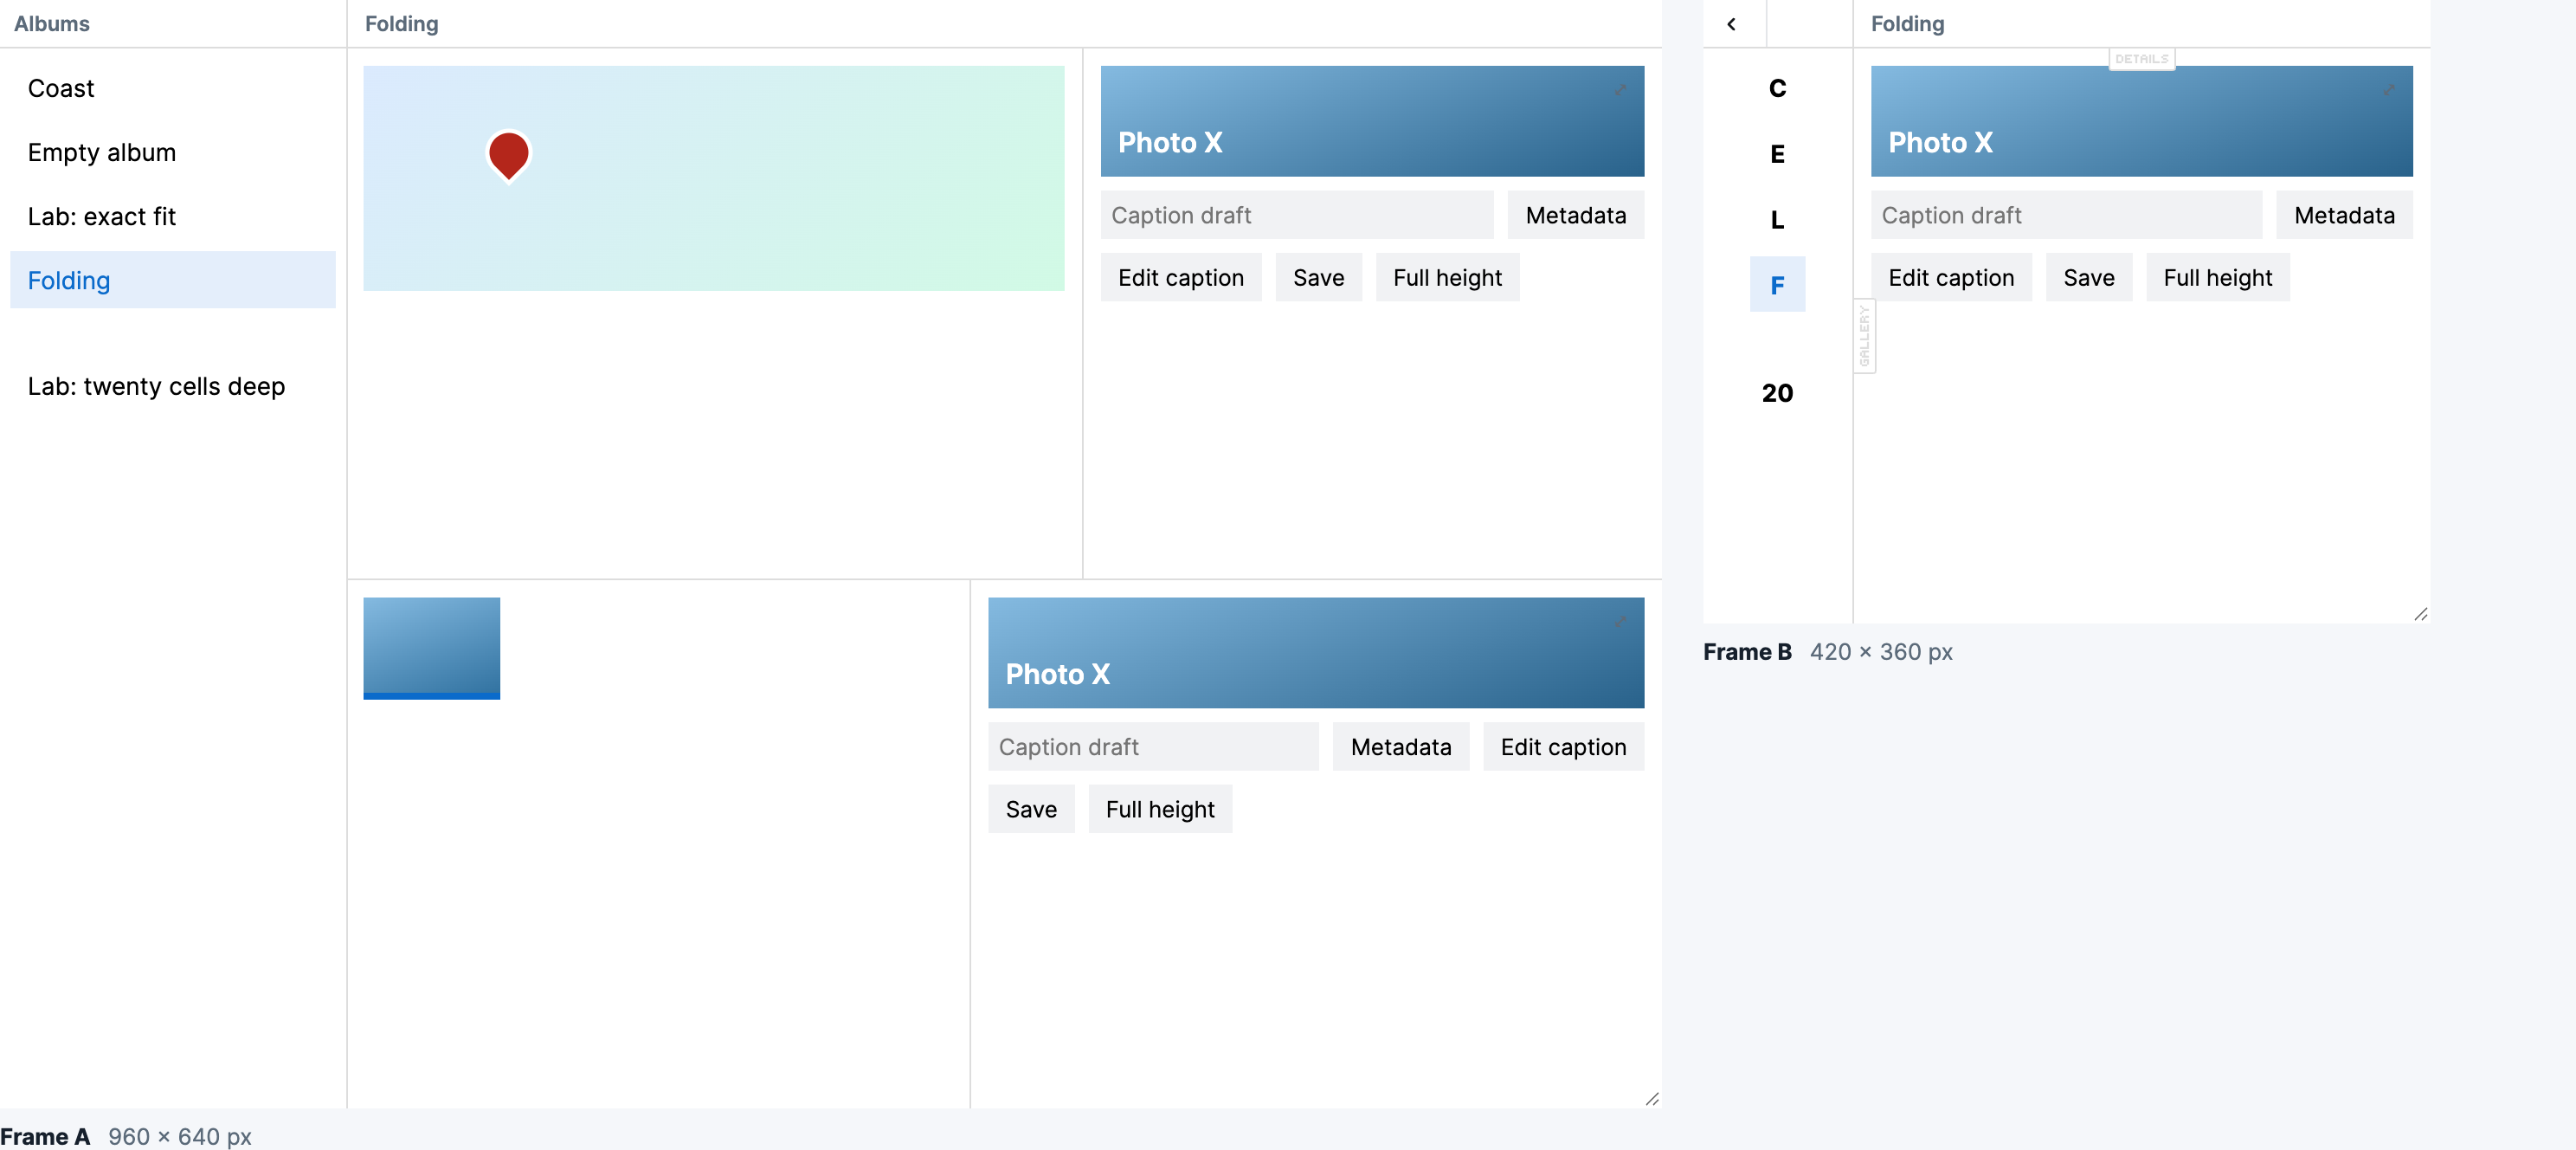 Albums
Folding
Coast
Empty album
Lab: exact fit
Folding
Lab: twenty cells deep
Photo X
Caption draft
Metadata
Edit caption
Save
Full height
Photo X
Caption draft
Metadata
Edit caption
Save
Full height
Frame A 960 × 640 px
Folding
C
E
L
F
20
DETAILS
GALLERY
Photo X
Caption draft
Metadata
Edit caption
Save
Full height
Frame B 420 × 360 px